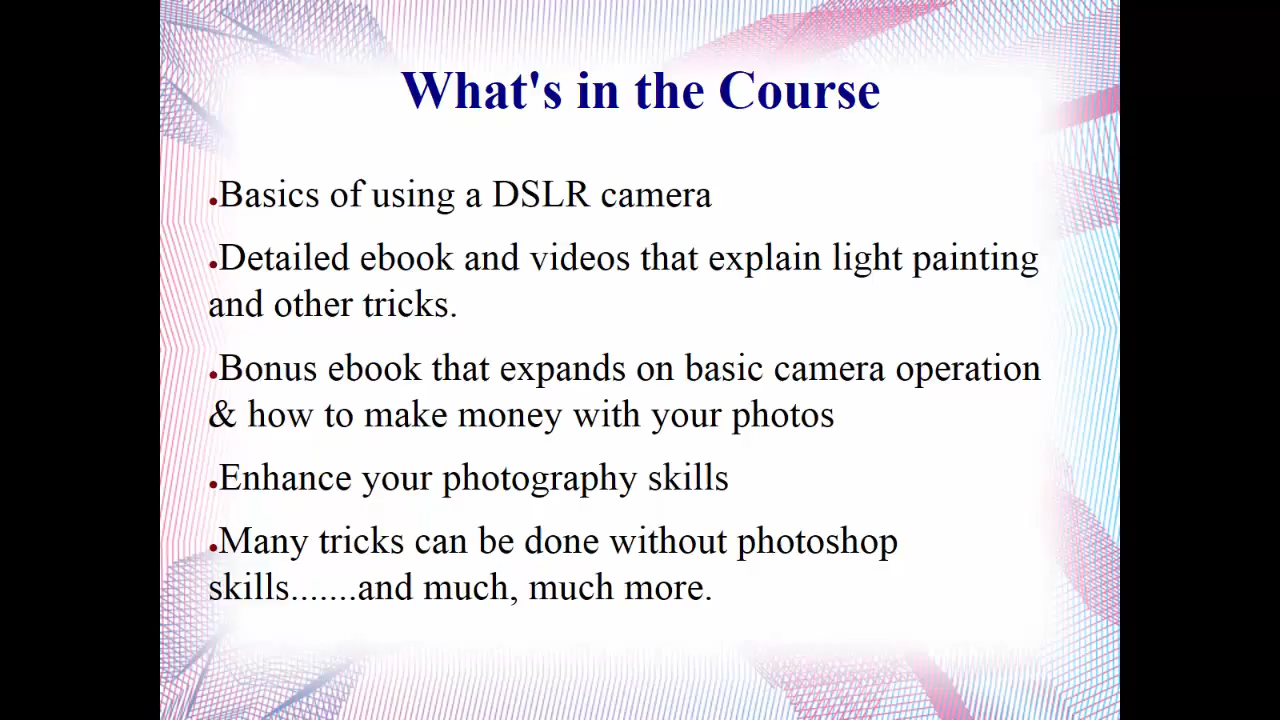 What's in the Course
●Basics of using a DSLR camera
●Detailed ebook and videos that explain light painting
and other tricks.
●Bonus ebook that expands on basic camera operation
& how to make money with your photos
●Enhance your photography skills
●Many tricks can be done without photoshop
skills.......and much, much more.